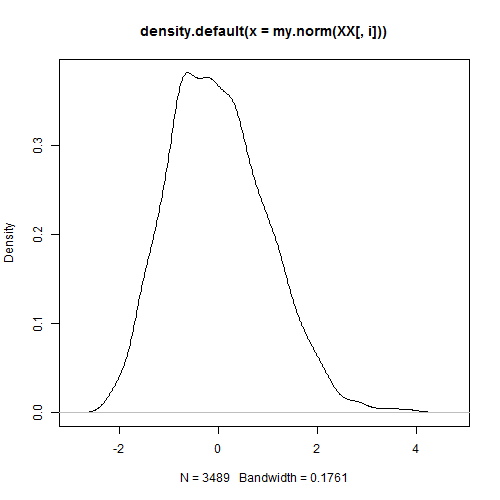 density.default(x = my.norm(XX[, i]))
Density
0.3
0.2
0.1
0.0
-2 0 2 4
N = 3489 Bandwidth = 0.1761